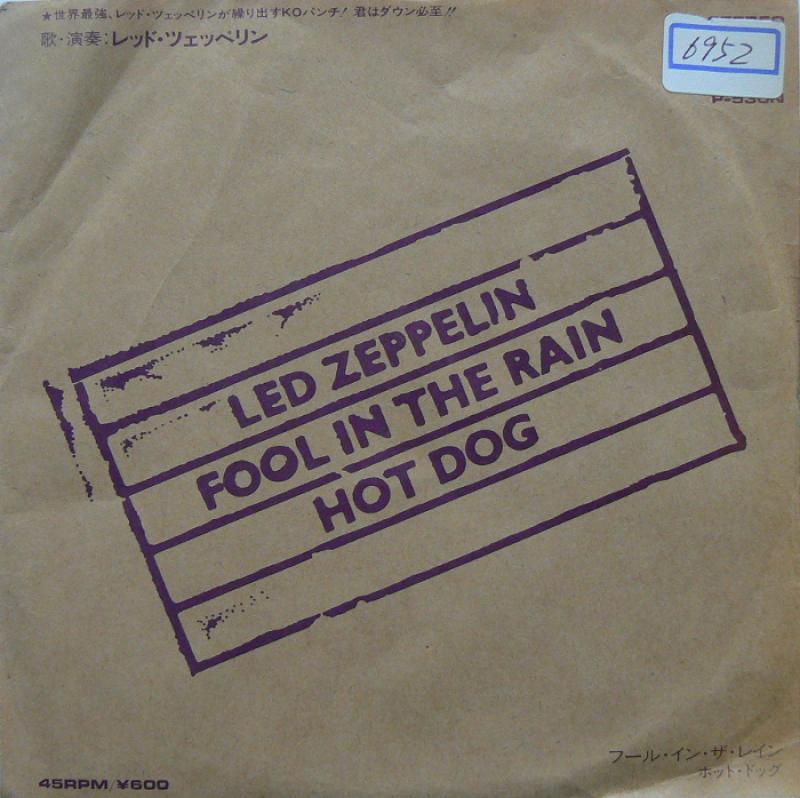 ★世界最強、レッド・ツェッペリンが繰り出すKOパンチ！君はダウン必至!!
歌・演奏：レッド・ツェッペリン
6952
LED ZEPPELIN
FOOL IN THE RAIN
HOT DOG
フール・イン・ザ・レイン
ホット・ドッグ
45RPM/¥600